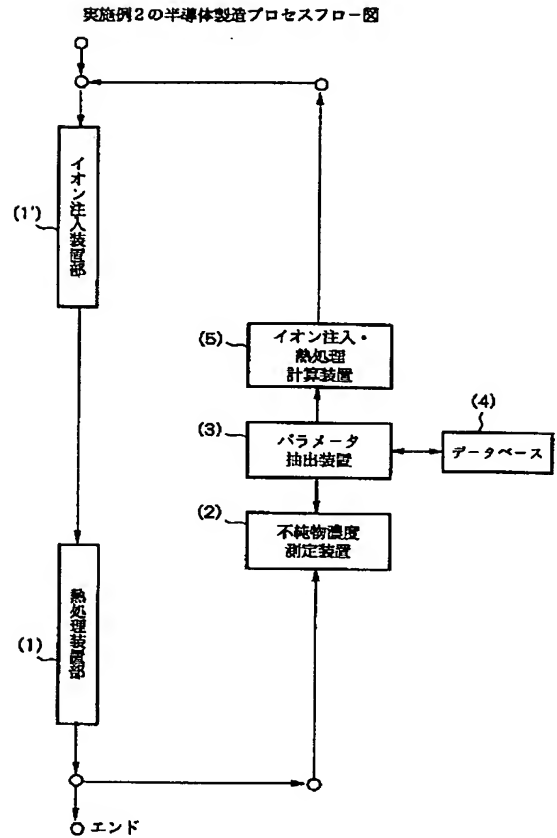 実施例2の半導体製造プロセスフロー図
(1')
イオン注入装置部
(5)
イオン注入・
熱処理
計算装置
(4)
データベース
(3)
パラメータ
抽出装置
(2)
不純物濃度
測定装置
(1)
熱処理装置部
エンド